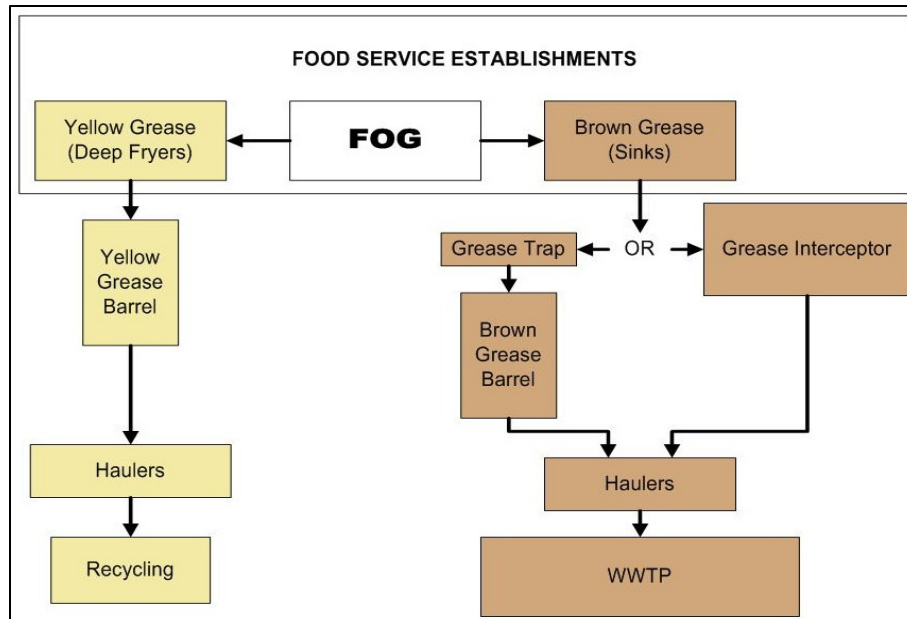 FOOD SERVICE ESTABLISHMENTS
Yellow Grease
(Deep Fryers)
FOG
Brown Grease
(Sinks)
Yellow
Grease
Barrel
Grease Trap
OR
Grease Interceptor
Brown
Grease
Barrel
Haulers
Haulers
Recycling
WWTP